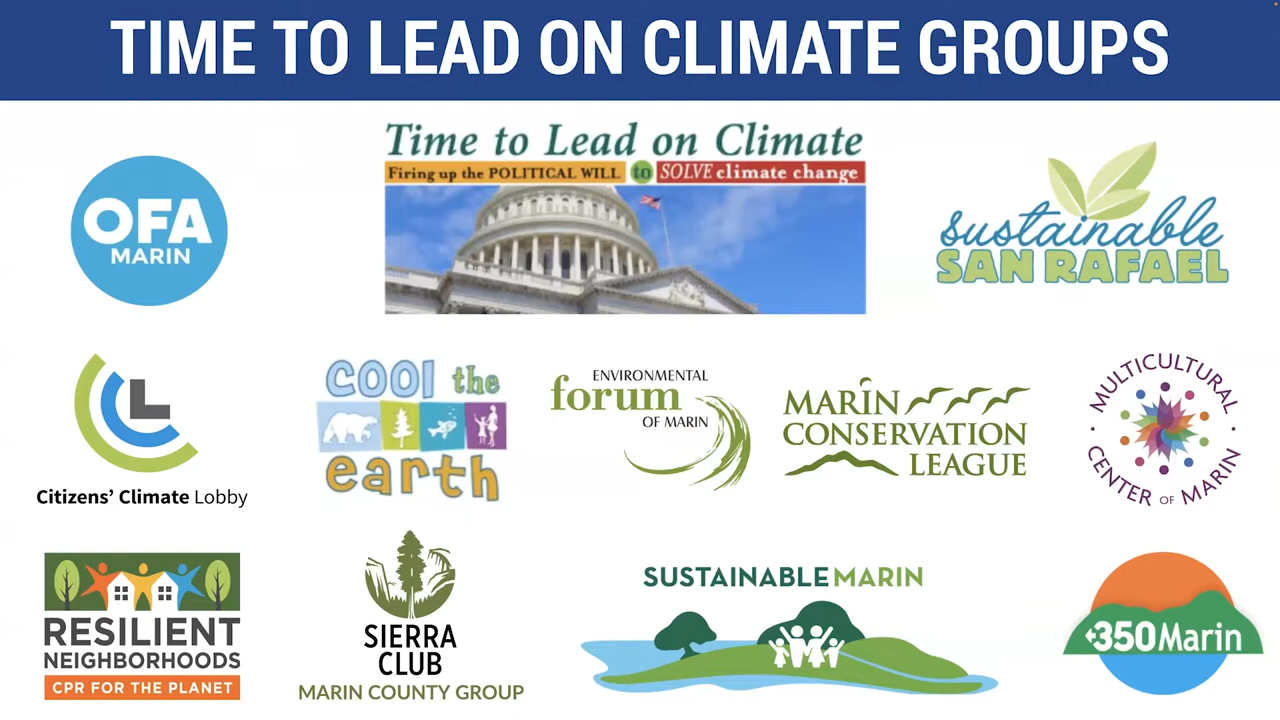 TIME TO LEAD ON CLIMATE GROUPS
OFA
MARIN
Time to Lead on Climate
Firing up the POLITICAL WILL to SOLVE climate change
sustainable
SAN RAFAEL
CL
Citizens' Climate Lobby
COOl the
earth
ENVIRONMENTAL
forum
OF MARIN
MARIN
CONSERVATION
LEAGUE
MULTICULTURAL
CENTER OF MARIN
RESILIENT
NEIGHBORHOODS
CPR FOR THE PLANET
SIERRA
CLUB
MARIN COUNTY GROUP
SUSTAINABLE MARIN
350Marin